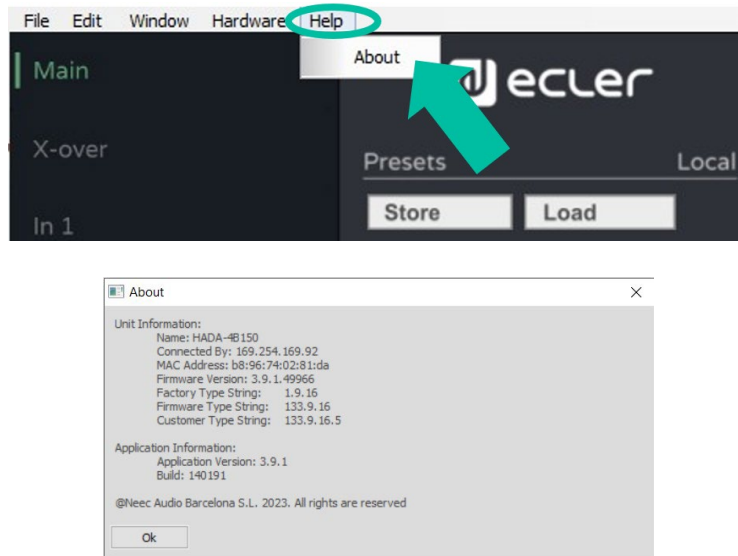 File Edit Window Hardware Help
About
Main
ecler
X-over
Presets Local
Store Load
In 1
About
Unit Information:
Name: HADA-4B150
Connected By: 169.254.169.92
MAC Address: b8:96:74:02:81:da
Firmware Version: 3.9.1.49966
Factory Type String: 1.9.16
Firmware Type String: 133.9.16
Customer Type String: 133.9.16.5
Application Information:
Application Version: 3.9.1
Build: 140191
@Neec Audio Barcelona S.L. 2023. All rights are reserved
Ok